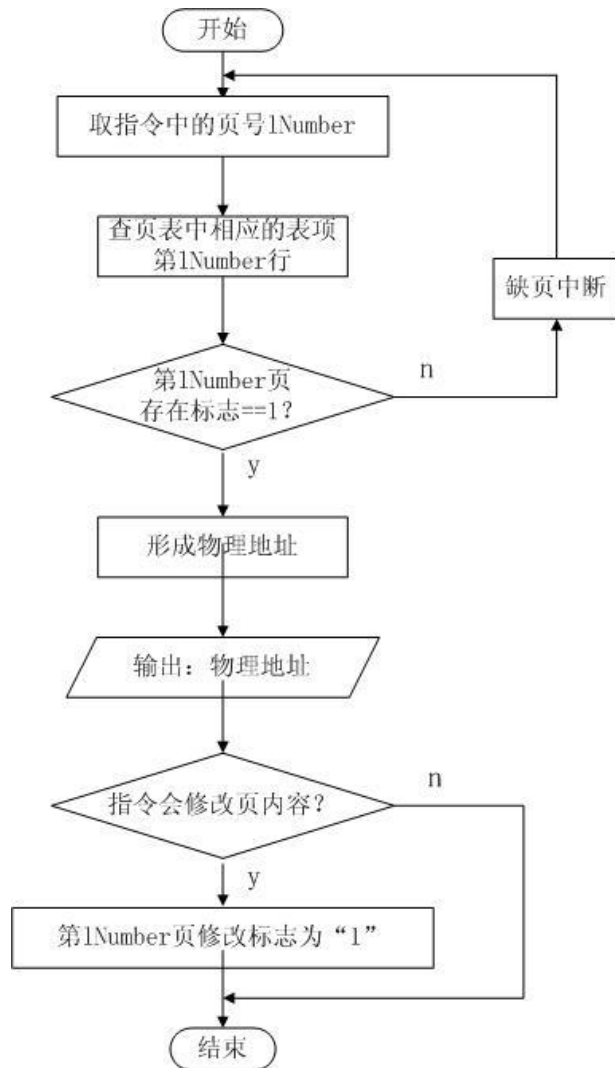 开始
取指令中的页号lNumber
查页表中相应的表项
第lNumber行
缺页中断
第lNumber页
存在标志==1?
n
y
形成物理地址
输出：物理地址
指令会修改页内容?
n
y
第lNumber页修改标志为“1”
结束